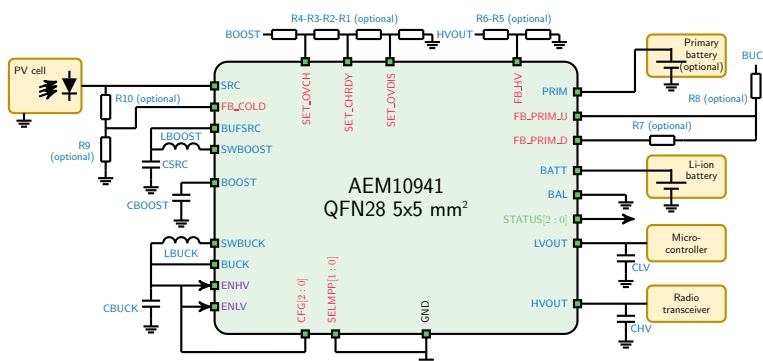 R4-R3-R2-R1 (optional)
R6-R5 (optional)
BOOST
HVOUT
Primary
battery
(optional)
BUC
PV cell
SRC
SET_OVCH
SET_CHRDY
SET_OVDIS
FB_HV
PRIM
R10 (optional)
R8 (optional)
FB_COLD
FB_PRIM_U
BUFSRC
R7 (optional)
LBOOST
R9
(optional)
SWBOOST
FB_PRIM_D
CSRC
BATT
Li-ion
battery
BOOST
BAL
CBOOST
AEM10941
QFN28 5x5 mm²
STATUS[2 : 0]
SWBUCK
LVOUT
Micro-
controller
LBUCK
BUCK
CLV
ENHV
CBUCK
ENLV
CFG[2 : 0]
SELMPP[1 : 0]
GND
HVOUT
Radio
transceiver
CHV